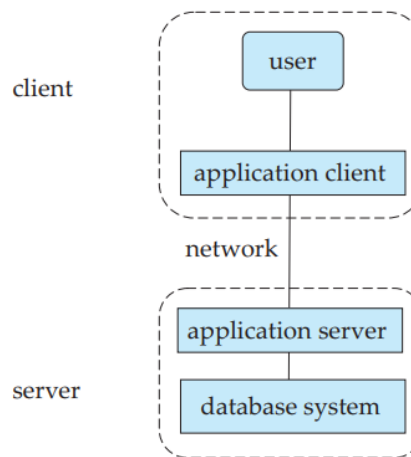 user
client
application client
network
application server
server
database system